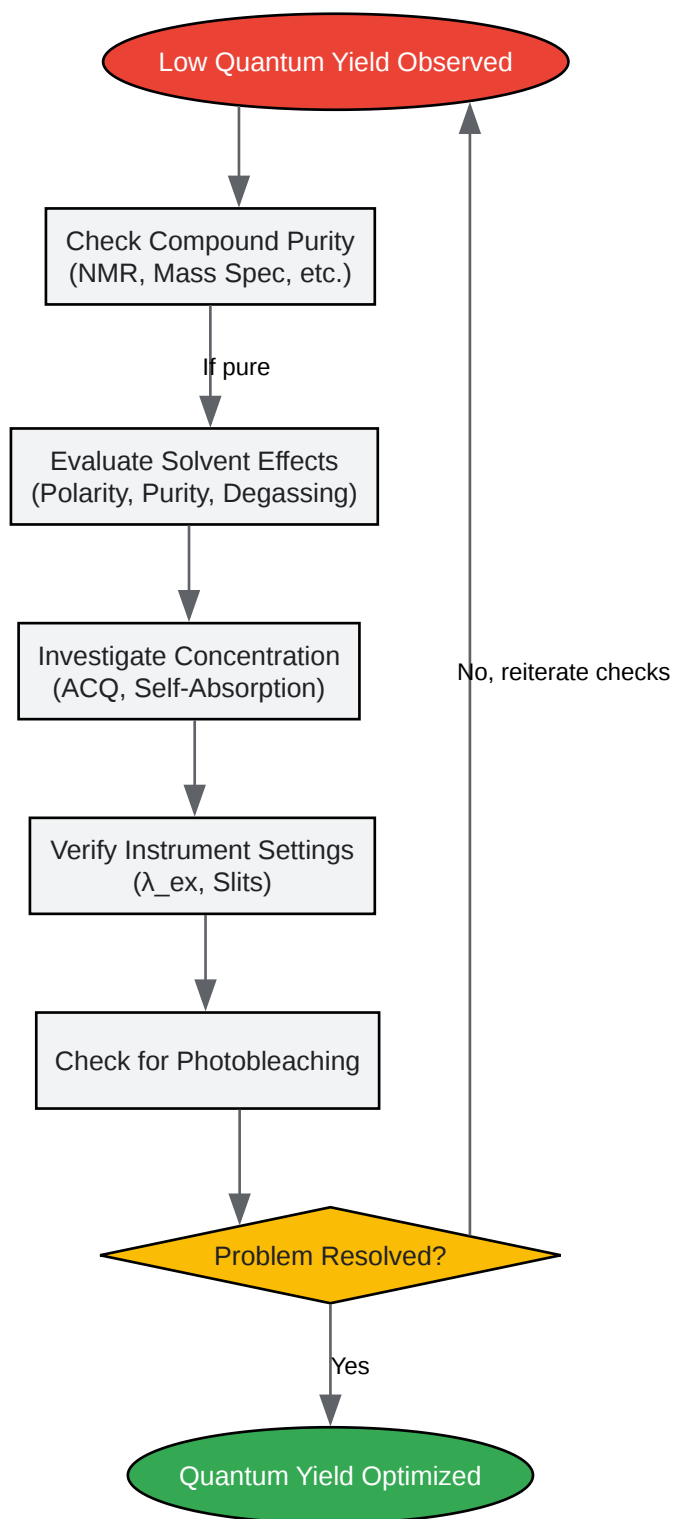 Low Quantum Yield Observed
Check Compound Purity
(NMR, Mass Spec, etc.)
If pure
Evaluate Solvent Effects
(Polarity, Purity, Degassing)
Investigate Concentration
(ACQ, Self-Absorption)
No, reiterate checks
Verify Instrument Settings
(λ_ex, Slits)
Check for Photobleaching
Problem Resolved?
Yes
Quantum Yield Optimized